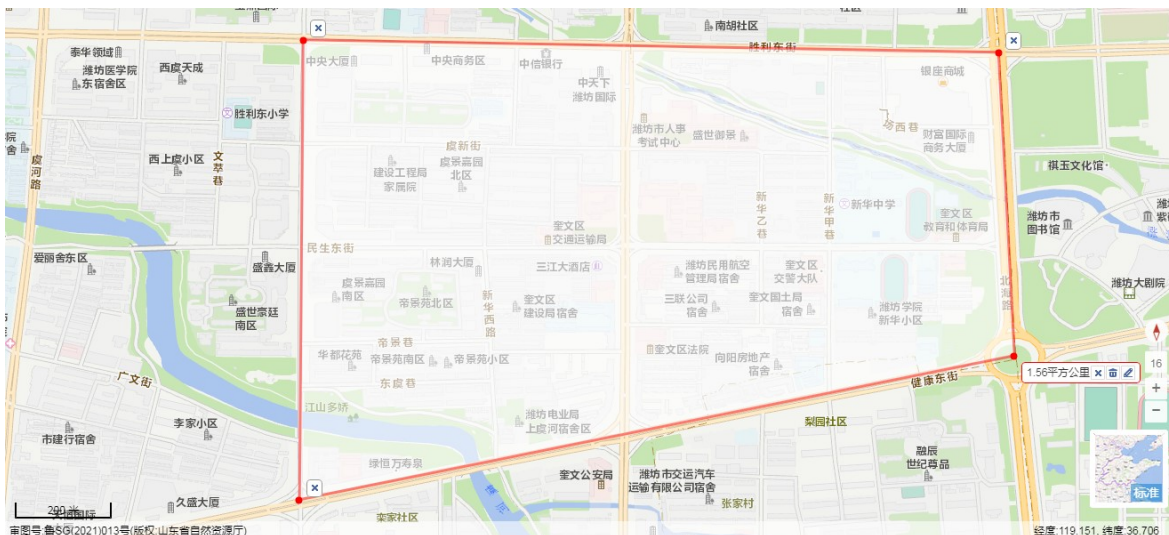 南胡社区
胜利东街
泰华领域
潍坊医学院
东宿舍区
西虞天成
中央大厦
中央商务区
中信银行
中天下
潍坊国际
银座商城
胜利东小学
潍坊市人事
考试中心
盛世御景
场西巷
财富国际
商务大厦
虞河路
西上虞小区
文萃巷
虞新街
建设工程局
家属院
虞景嘉园
北区
祺玉文化馆
新华乙巷
新华甲巷
新华中学
奎文区
教育和体育局
潍坊市
图书馆
奎文区
交通运输局
民生东街
爱丽舍东区
盛鑫大厦
林润大厦
三江大酒店
潍坊民用航空
管理局宿舍
奎文区
交警大队
北海路
潍坊大剧院
虞景嘉园
南区
帝景苑北区
新华西路
奎文区
建设局宿舍
三联公司
宿舍
奎文国土局
宿舍
潍坊学院
新华小区
盛世豪廷
南区
帝景巷
华都花苑
帝景苑南区
帝景苑小区
奎文区法院
向阳房地产
宿舍
1.56平方公里
16
广文街
东虞巷
健康东街
江山多娇
潍坊电业局
上虞河宿舍区
李家小区
梨园社区
市建行宿舍
绿恒万寿泉
奎文公安局
潍坊市交运汽车
运输有限公司宿舍
融辰
世纪尊品
张家村
标准
久盛大厦
200 米
栾家社区
审图号:鲁SG(2021)013号(版权:山东省自然资源厅)
经度:119.151, 纬度:36.706